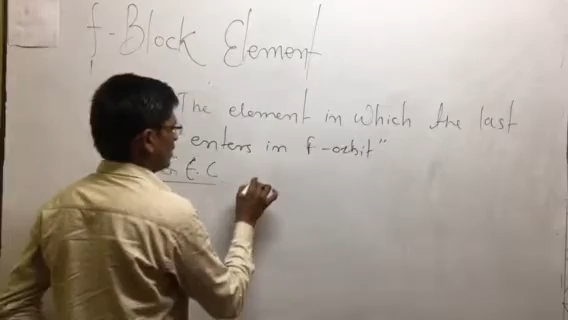 f-Block Element
"The element in which the last
enters in f-orbit"
E.C